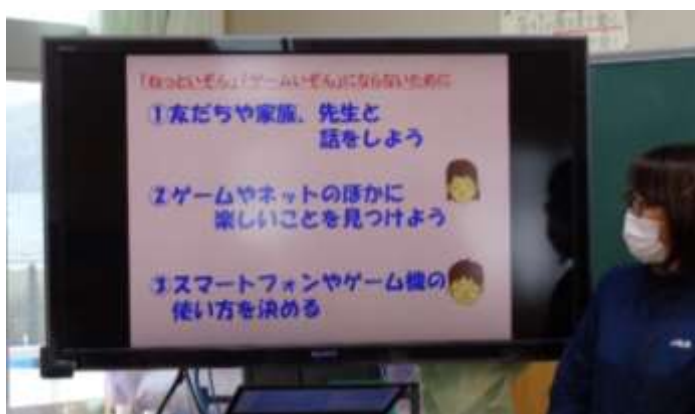 「ねっといぞん」「ゲームいぞん」にならないために
①友だちや家族、先生と
話をしよう
②ゲームやネットのほかに
楽しいことを見つけよう
③スマートフォンやゲーム機の
使い方を決める